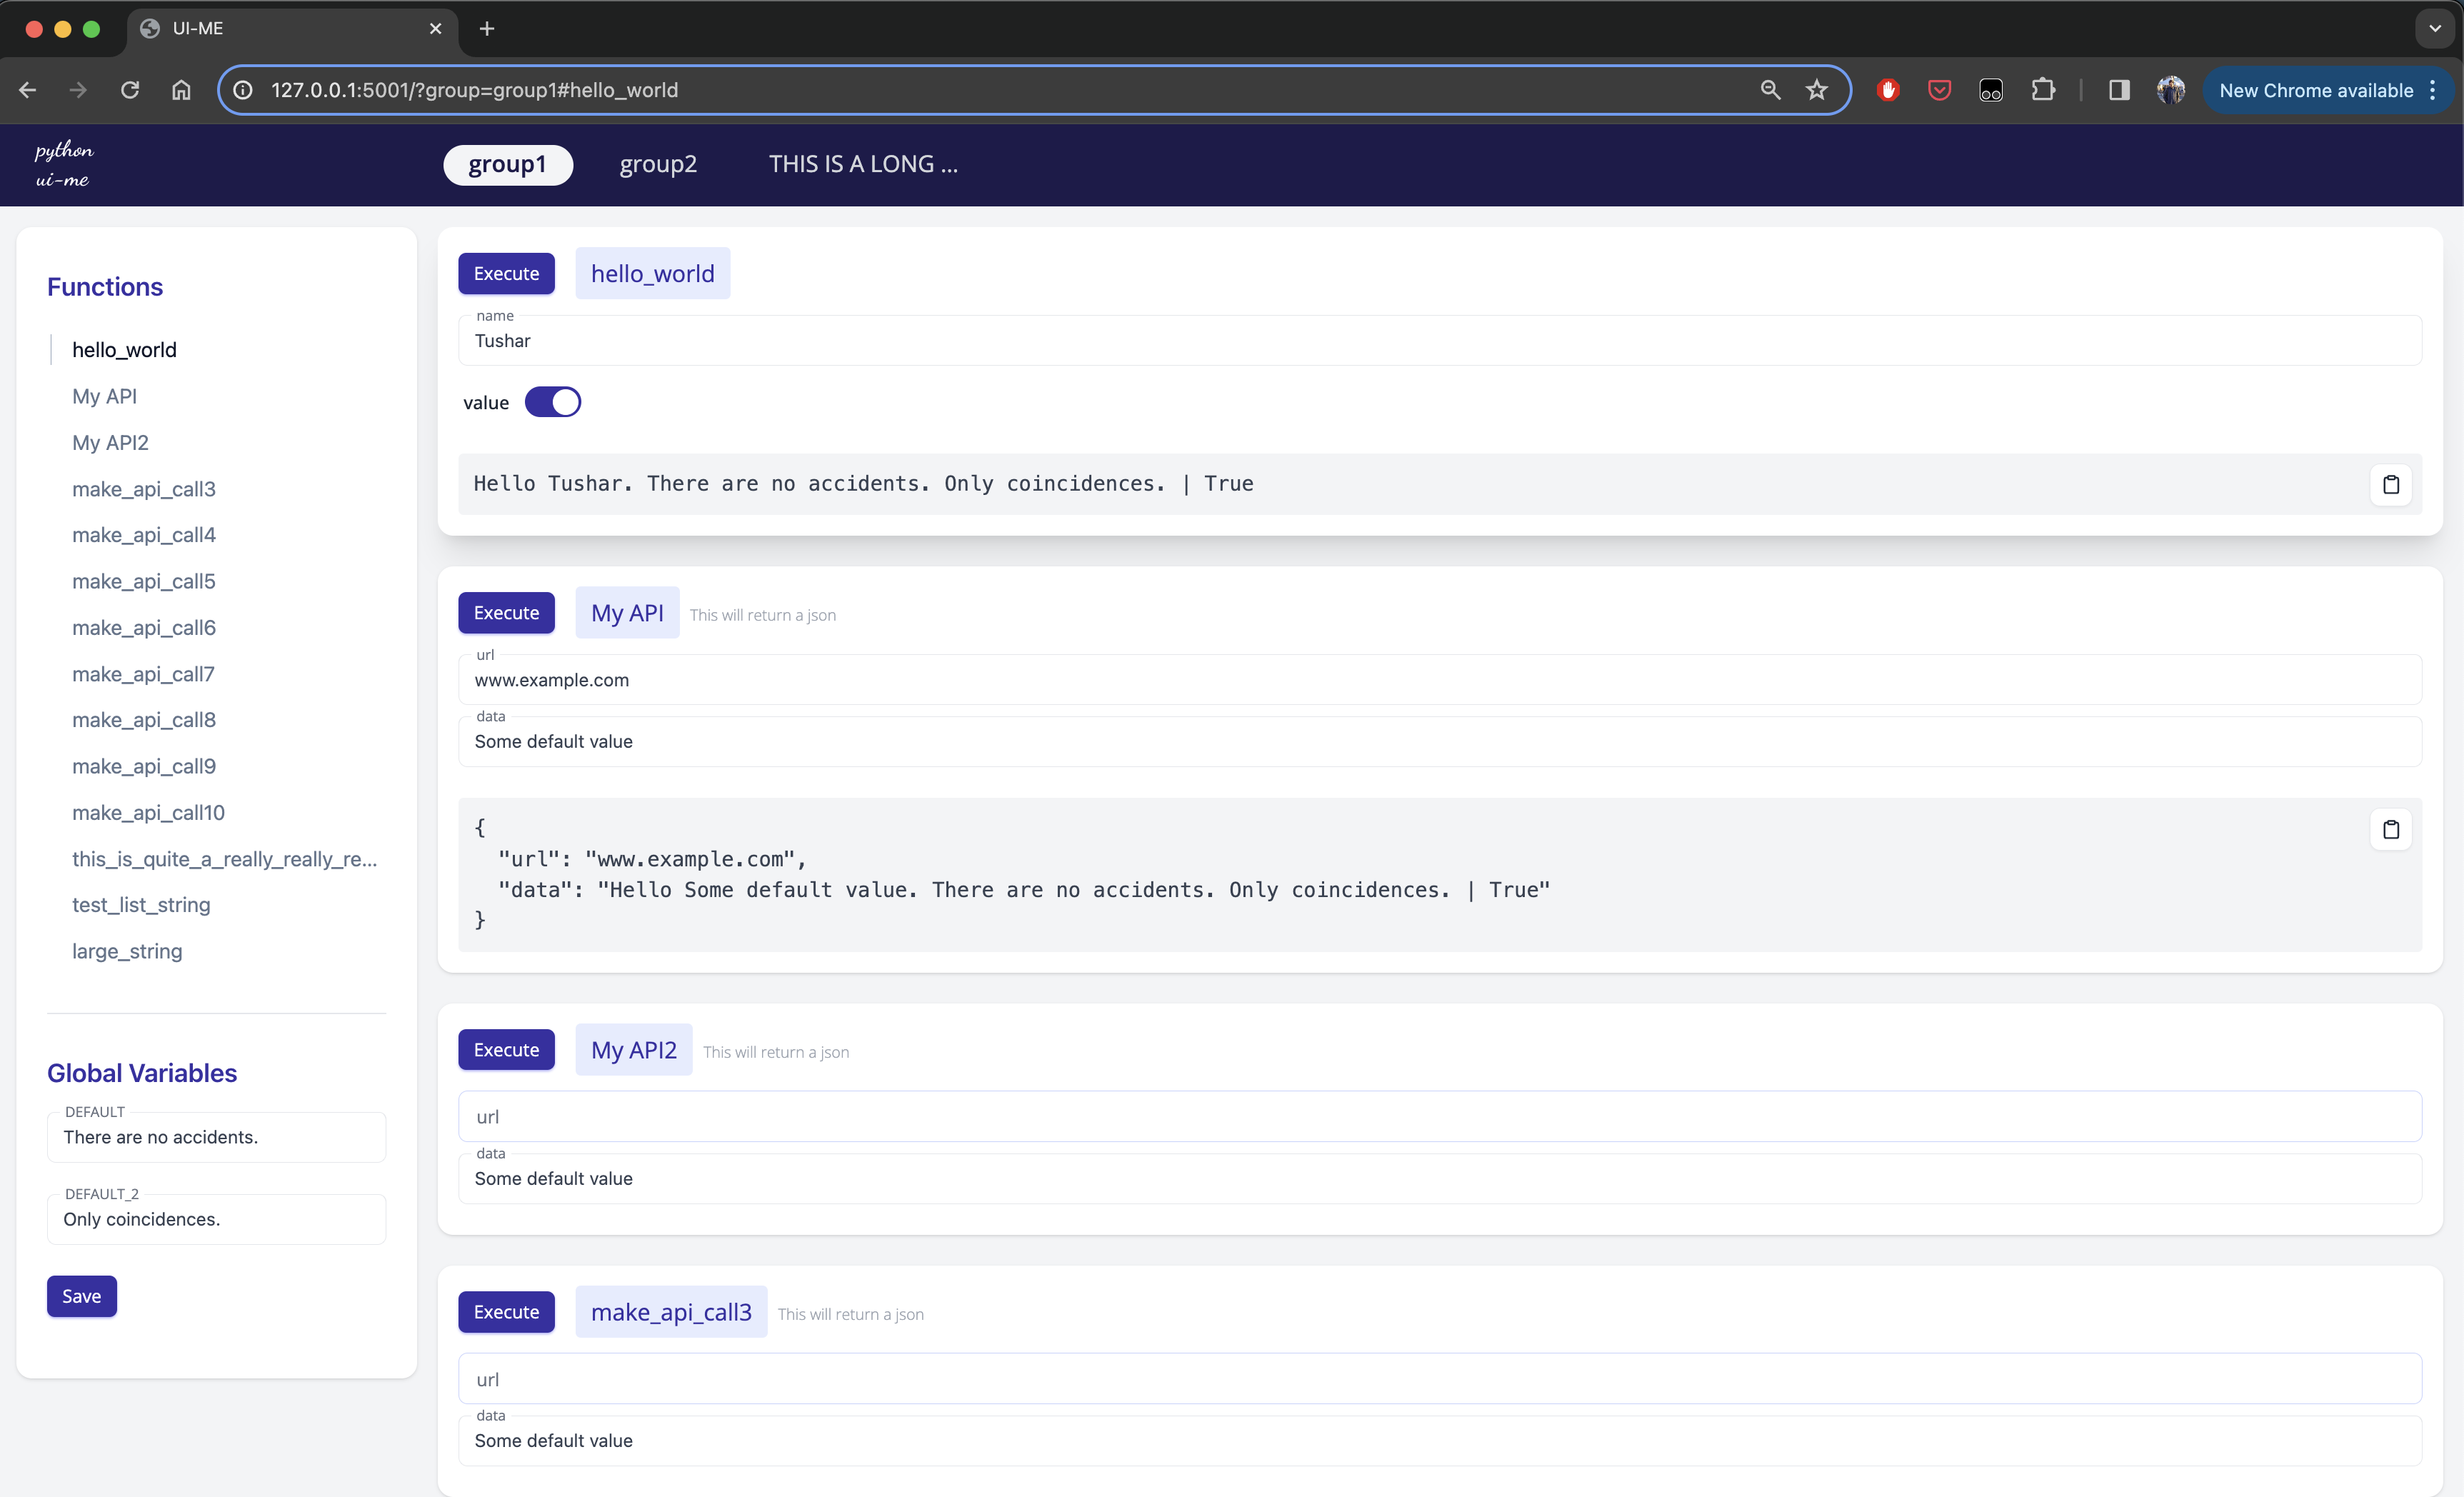 UI-ME
127.0.0.1:5001/?group=group1#hello_world
New Chrome available
python
ui-me
group1
group2
THIS IS A LONG ...
Functions
hello_world
My API
My API2
make_api_call3
make_api_call4
make_api_call5
make_api_call6
make_api_call7
make_api_call8
make_api_call9
make_api_call10
this_is_quite_a_really_really_re...
test_list_string
large_string
Global Variables
DEFAULT
There are no accidents.
DEFAULT_2
Only coincidences.
Save
Execute
hello_world
name
Tushar
value
Hello Tushar. There are no accidents. Only coincidences. | True
Execute
My API
This will return a json
url
www.example.com
data
Some default value
{
"url": "www.example.com",
"data": "Hello Some default value. There are no accidents. Only coincidences. | True"
}
Execute
My API2
This will return a json
url
data
Some default value
Execute
make_api_call3
This will return a json
url
data
Some default value